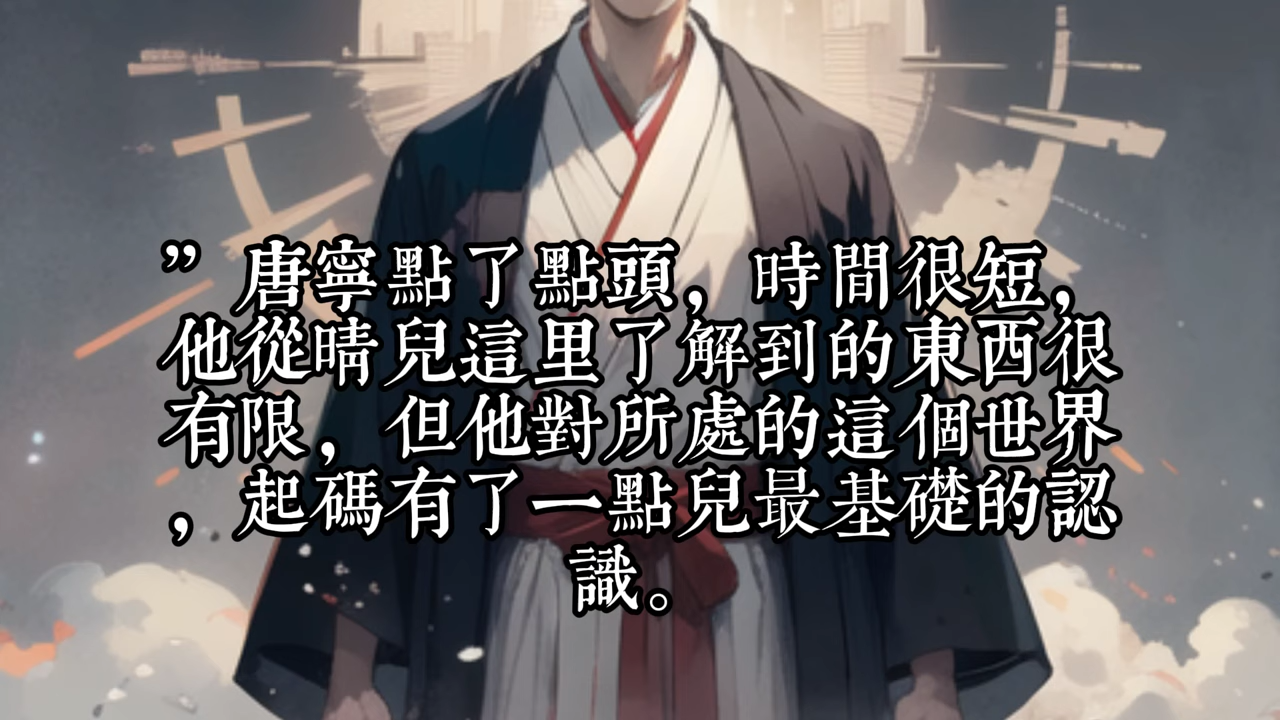 ”唐寧點了點頭，時間很短，
他從晴兒這里了解到的東西很
有限，但他對所處的這個世界
，起碼有了一點兒最基礎的認
識。